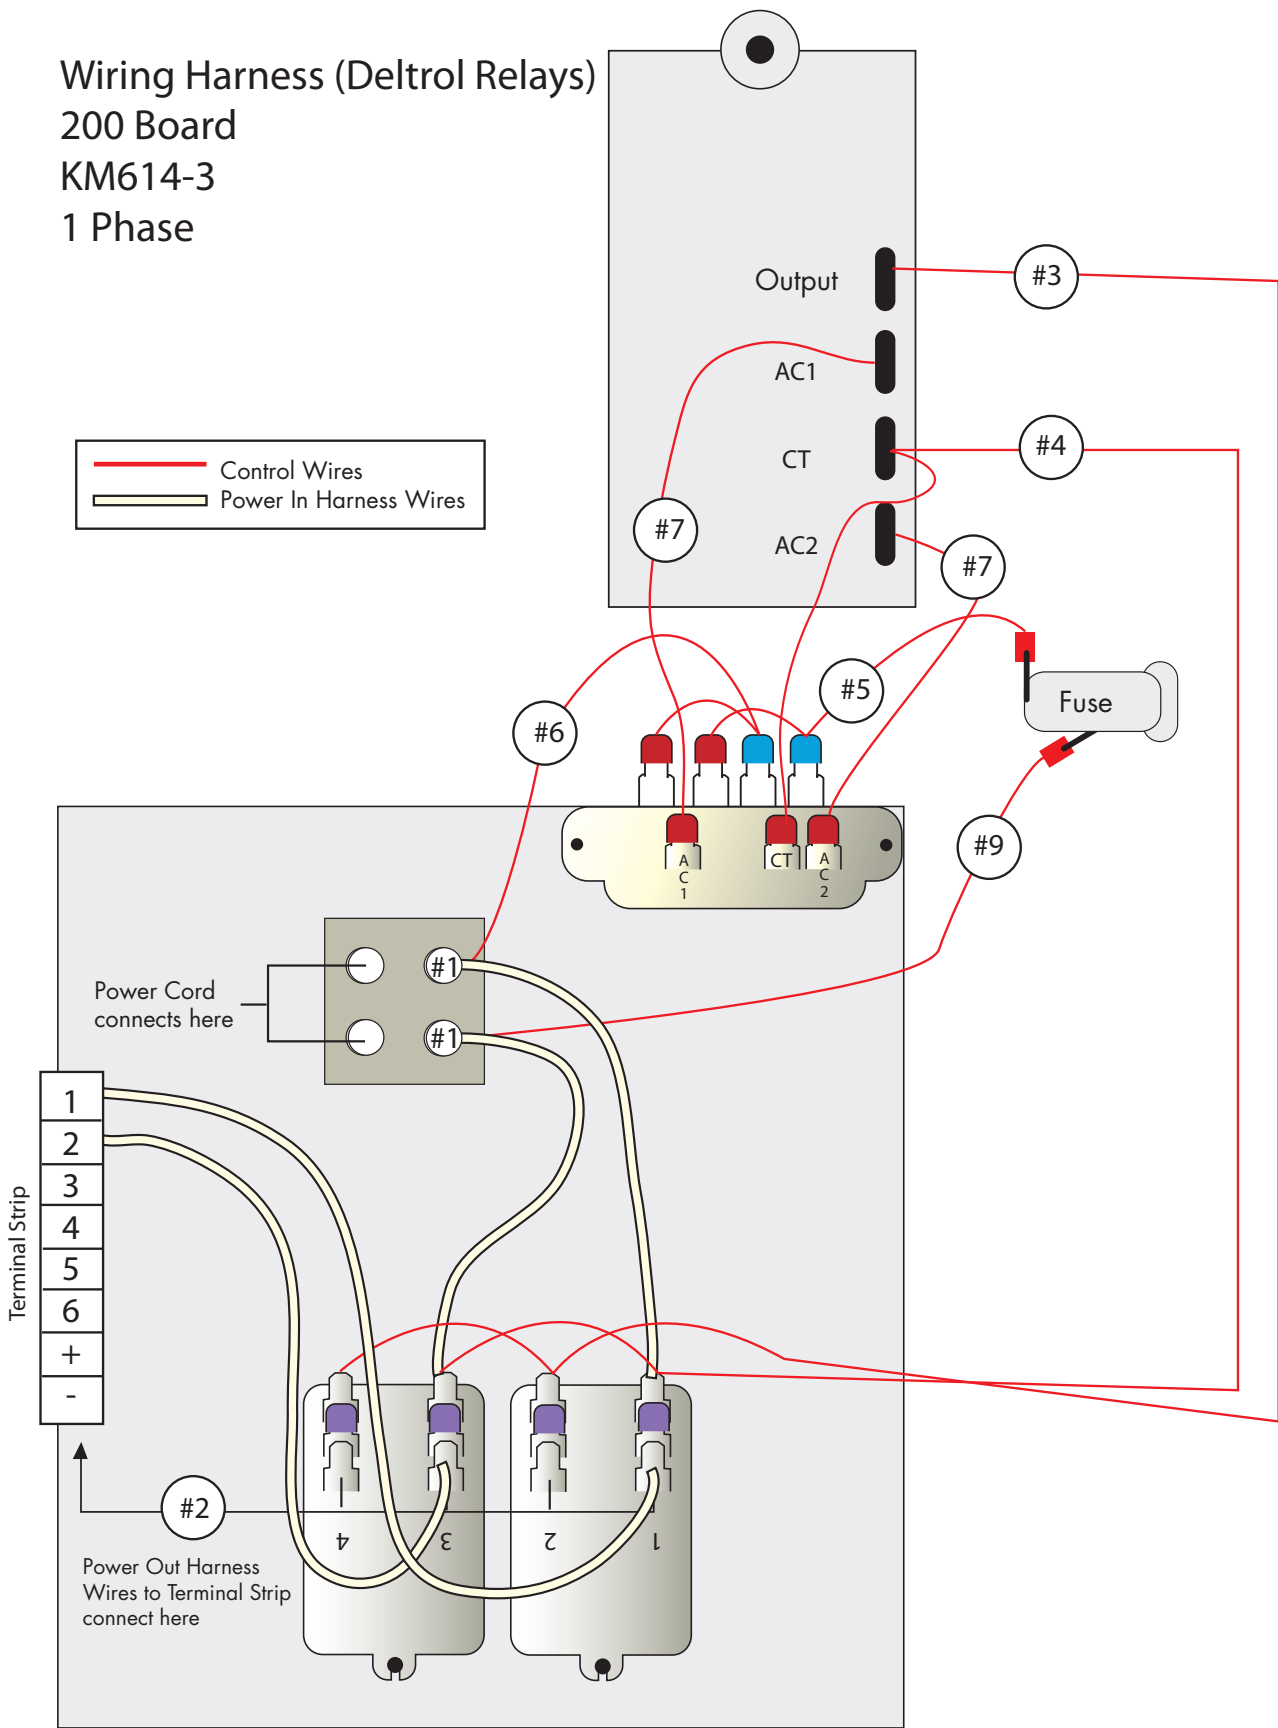 Wiring Harness (Deltrol Relays)
200 Board
KM614-3
1 Phase
Output
#3
AC1
CT
#4
AC2
#7
#7
Control Wires
Power In Harness Wires
#5
#6
Fuse
#9
AC1
CT
AC2
Power Cord
connects here
#1
#1
Terminal Strip
1
2
3
4
5
6
+
-
#2
4
3
2
1
Power Out Harness
Wires to Terminal Strip
connect here